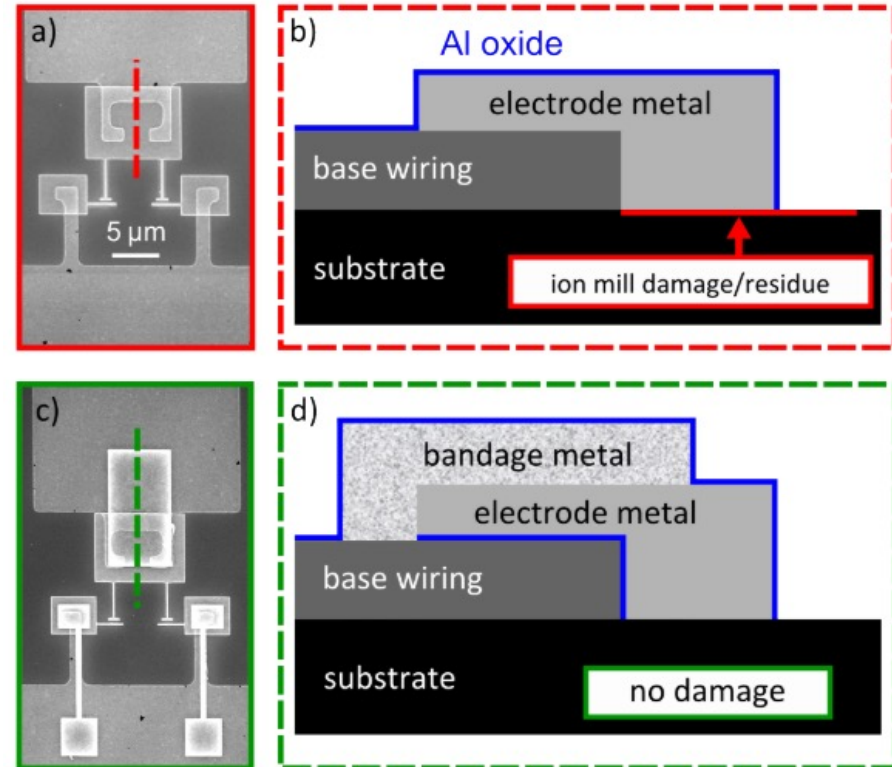 a)
5 μm
b)
Al oxide
electrode metal
base wiring
substrate
ion mill damage/residue
c)
d)
bandage metal
electrode metal
base wiring
substrate
no damage